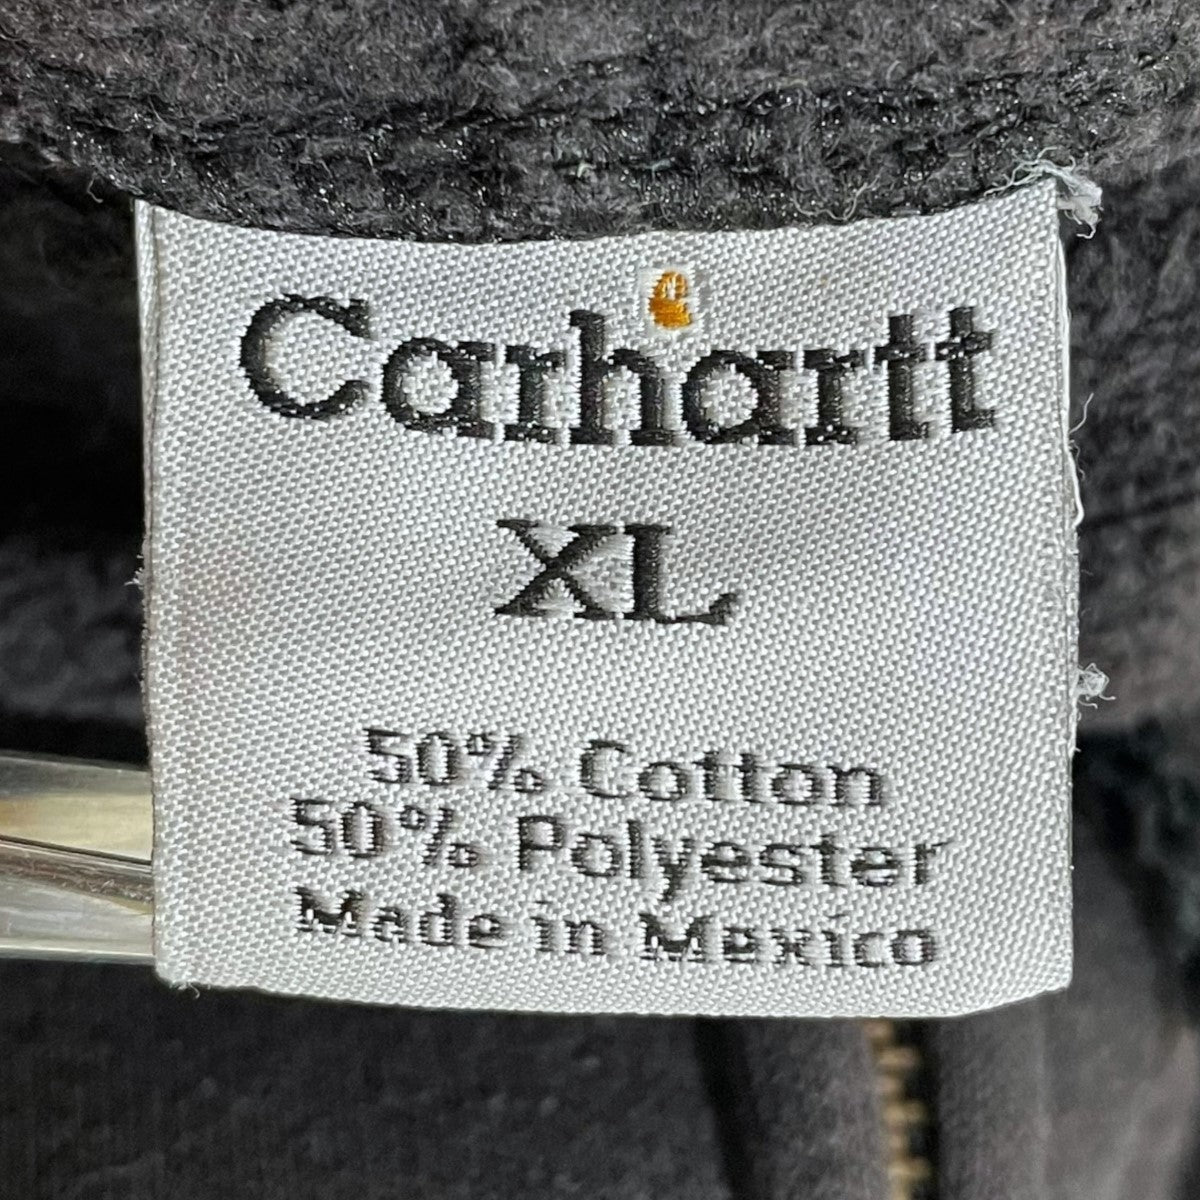 Carhartt
XL
50% Cotton
50% Polyester
Made in Mexico